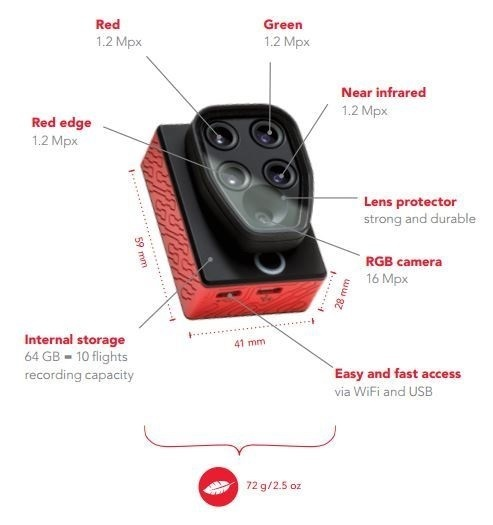 Red
1.2 Mpx
Green
1.2 Mpx
Near infrared
1.2 Mpx
Red edge
1.2 Mpx
Lens protector
strong and durable
RGB camera
16 Mpx
59 mm
28 mm
41 mm
Internal storage
64 GB = 10 flights
recording capacity
Easy and fast access
via WiFi and USB
72 g/2.5 oz